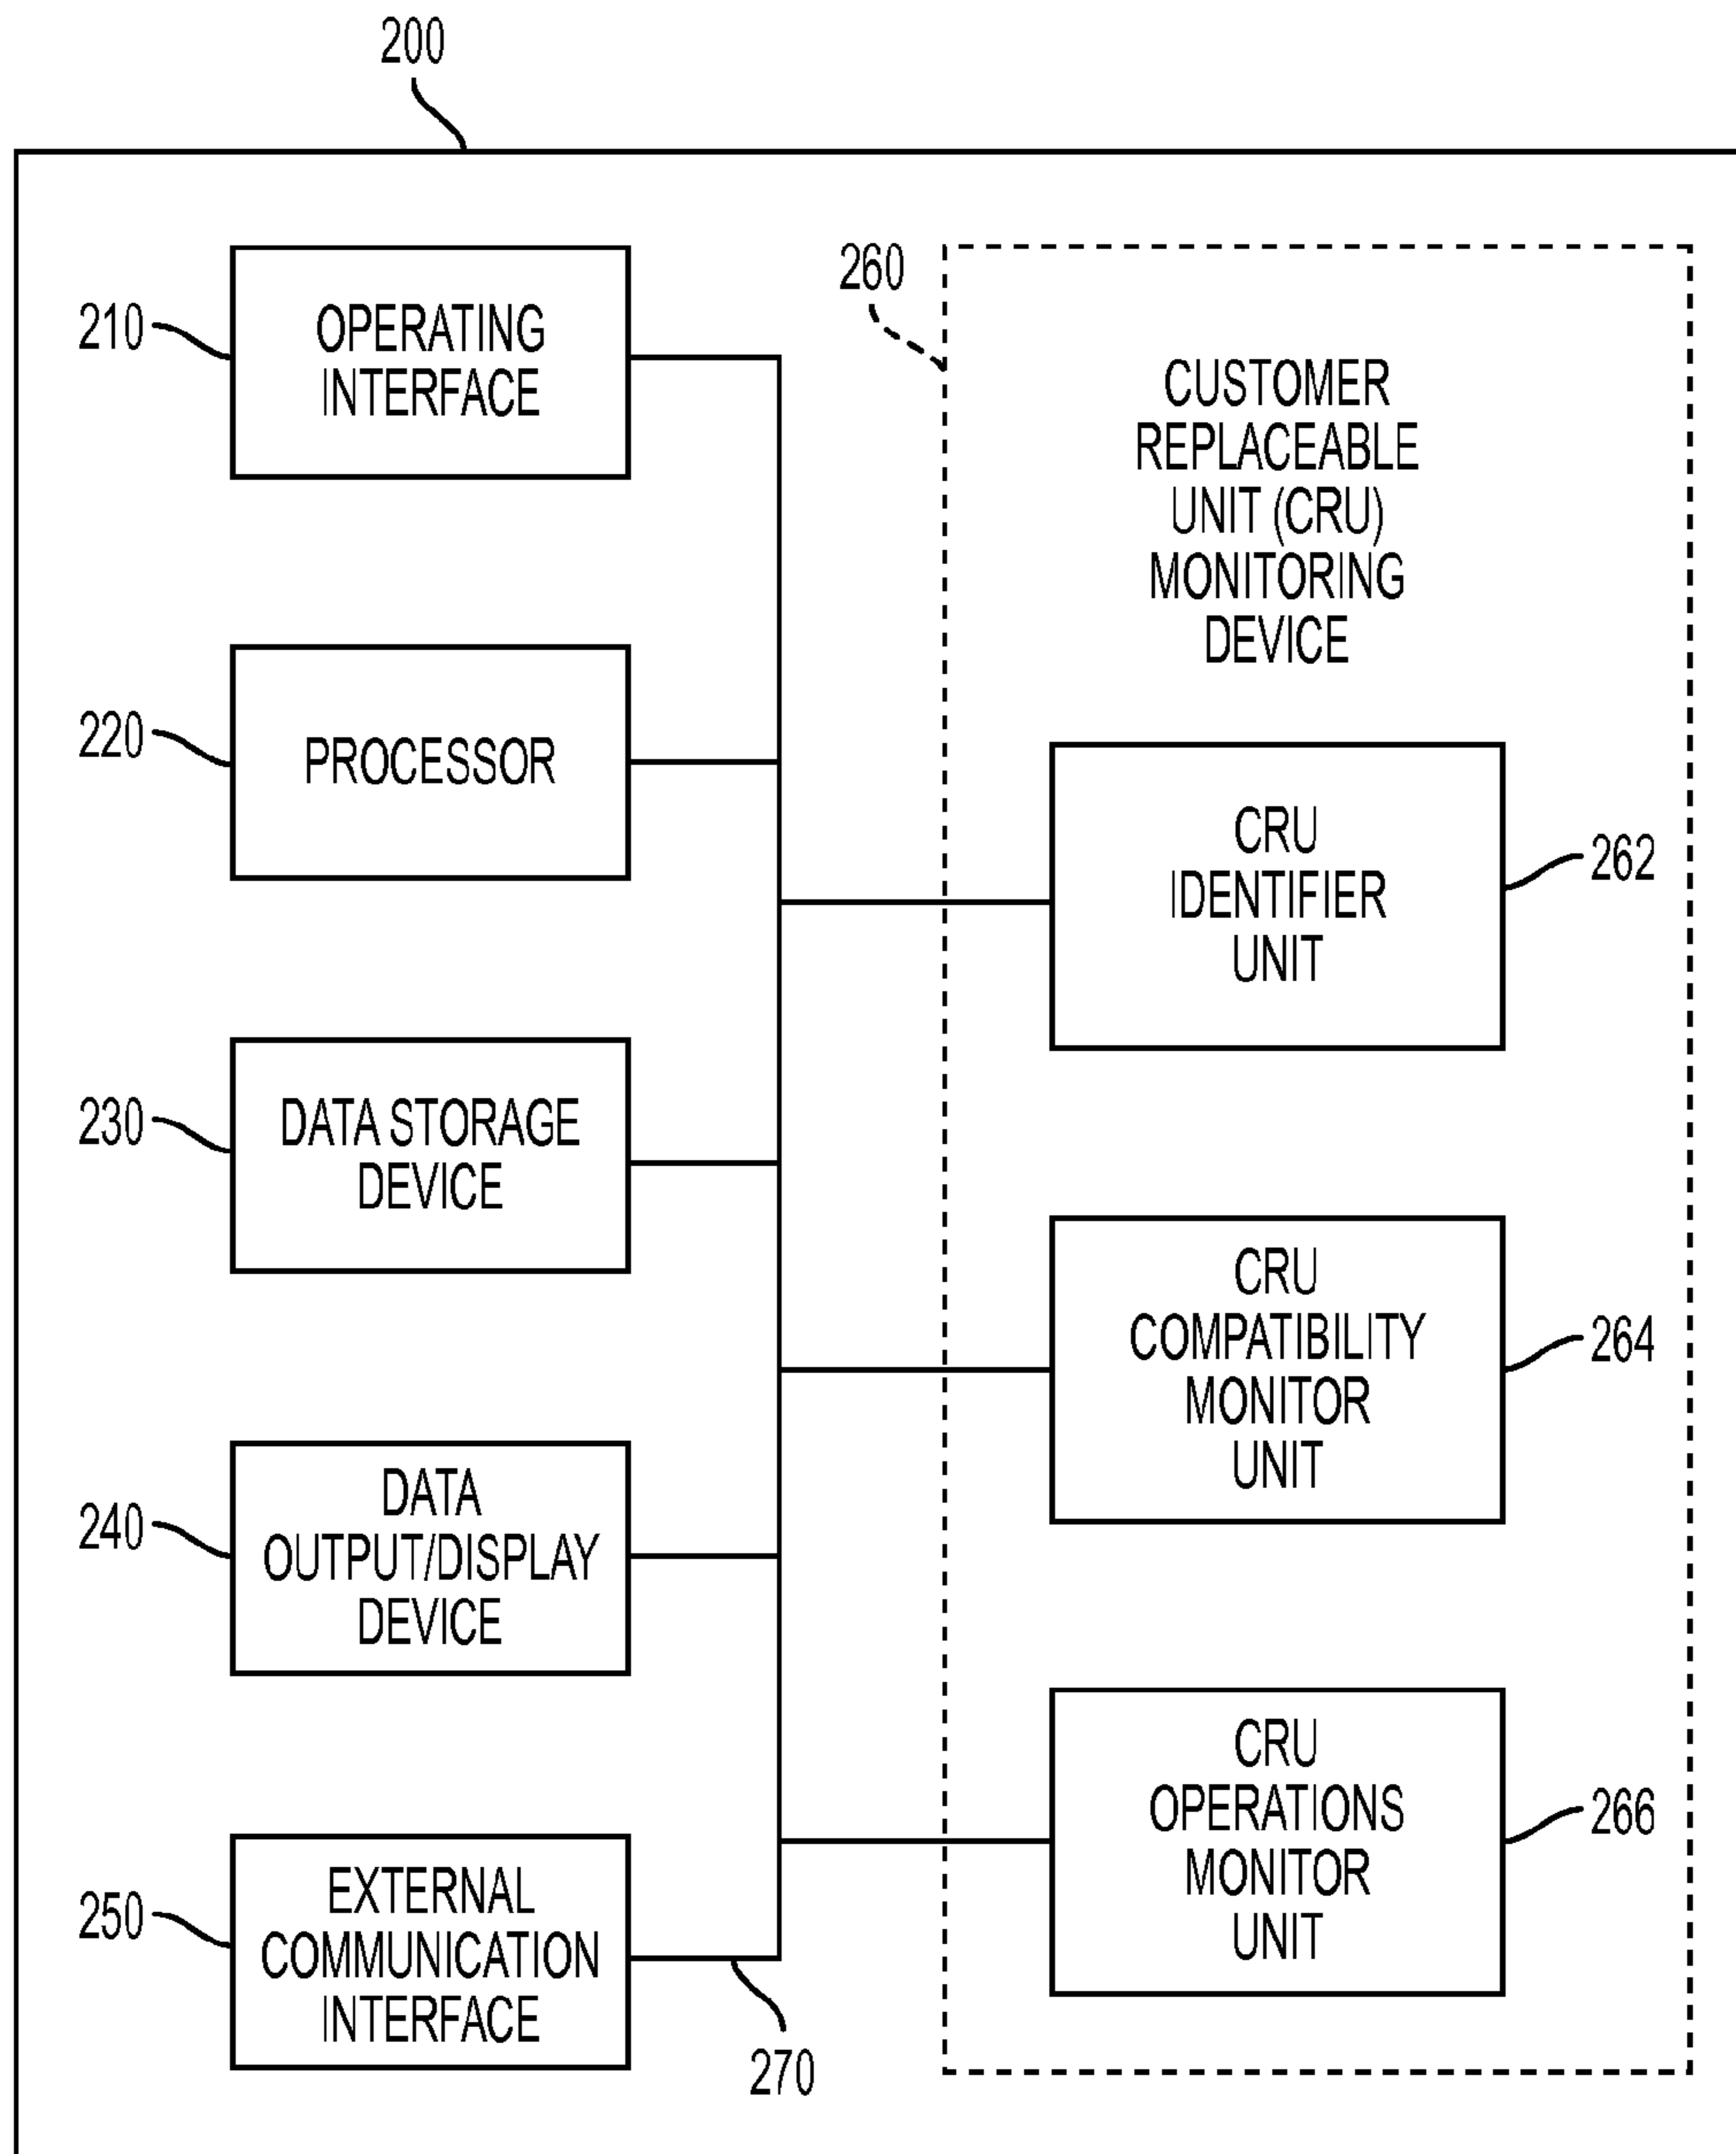 200
210
OPERATING
INTERFACE
220
PROCESSOR
230
DATA STORAGE
DEVICE
240
DATA
OUTPUT/DISPLAY
DEVICE
250
EXTERNAL
COMMUNICATION
INTERFACE
270
260
CUSTOMER
REPLACEABLE
UNIT (CRU)
MONITORING
DEVICE
CRU
IDENTIFIER
UNIT
262
CRU
COMPATIBILITY
MONITOR
UNIT
264
CRU
OPERATIONS
MONITOR
UNIT
266